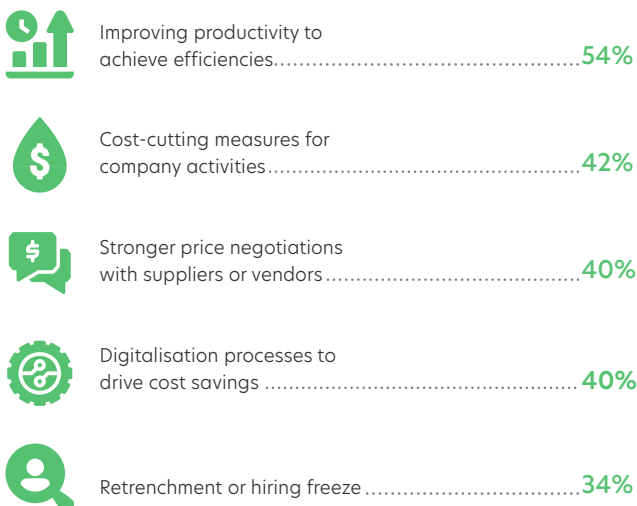 Improving productivity to
achieve efficiencies................................................54%
$
Cost-cutting measures for
company activities.................................................42%
$
Stronger price negotiations
with suppliers or vendors........................................40%
Digitalisation processes to
drive cost savings .................................................40%
Retrenchment or hiring freeze..................................34%